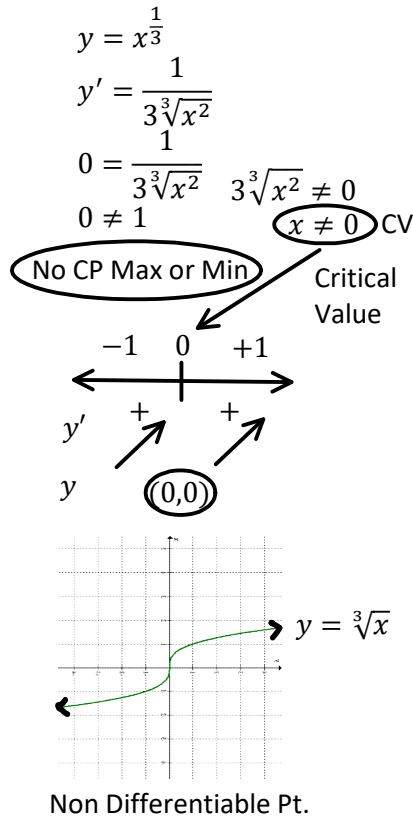 y = x^{1/3}
y′ = 1 / (3∛x²)
0 = 1 / (3∛x²)   3∛x² ≠ 0
0 ≠ 1   x ≠ 0 CV
No CP Max or Min   Critical
Value
−1 0 +1
y′ + +
y (0,0)
y = ∛x
Non Differentiable Pt.